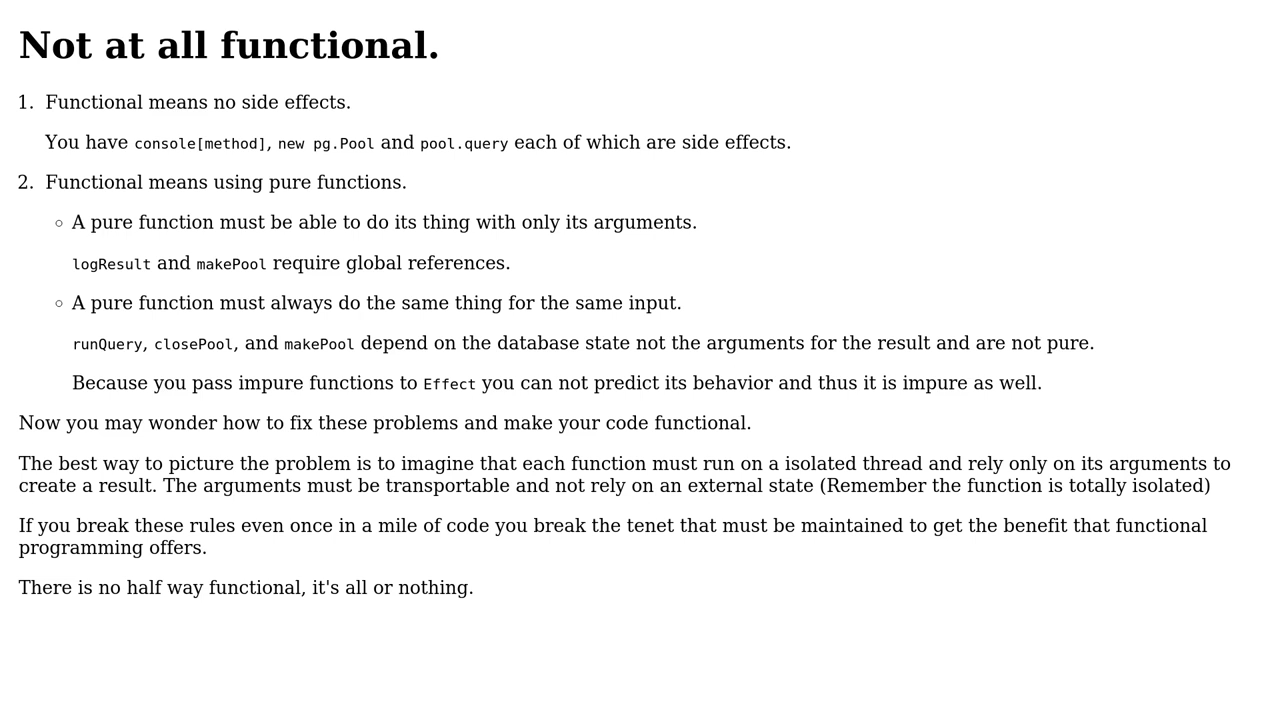 Not at all functional.
1. Functional means no side effects.
You have console[method], new pg.Pool and pool.query each of which are side effects.
2. Functional means using pure functions.
◦ A pure function must be able to do its thing with only its arguments.
logResult and makePool require global references.
◦ A pure function must always do the same thing for the same input.
runQuery, closePool, and makePool depend on the database state not the arguments for the result and are not pure.
Because you pass impure functions to Effect you can not predict its behavior and thus it is impure as well.
Now you may wonder how to fix these problems and make your code functional.
The best way to picture the problem is to imagine that each function must run on a isolated thread and rely only on its arguments to
create a result. The arguments must be transportable and not rely on an external state (Remember the function is totally isolated)
If you break these rules even once in a mile of code you break the tenet that must be maintained to get the benefit that functional
programming offers.
There is no half way functional, it's all or nothing.